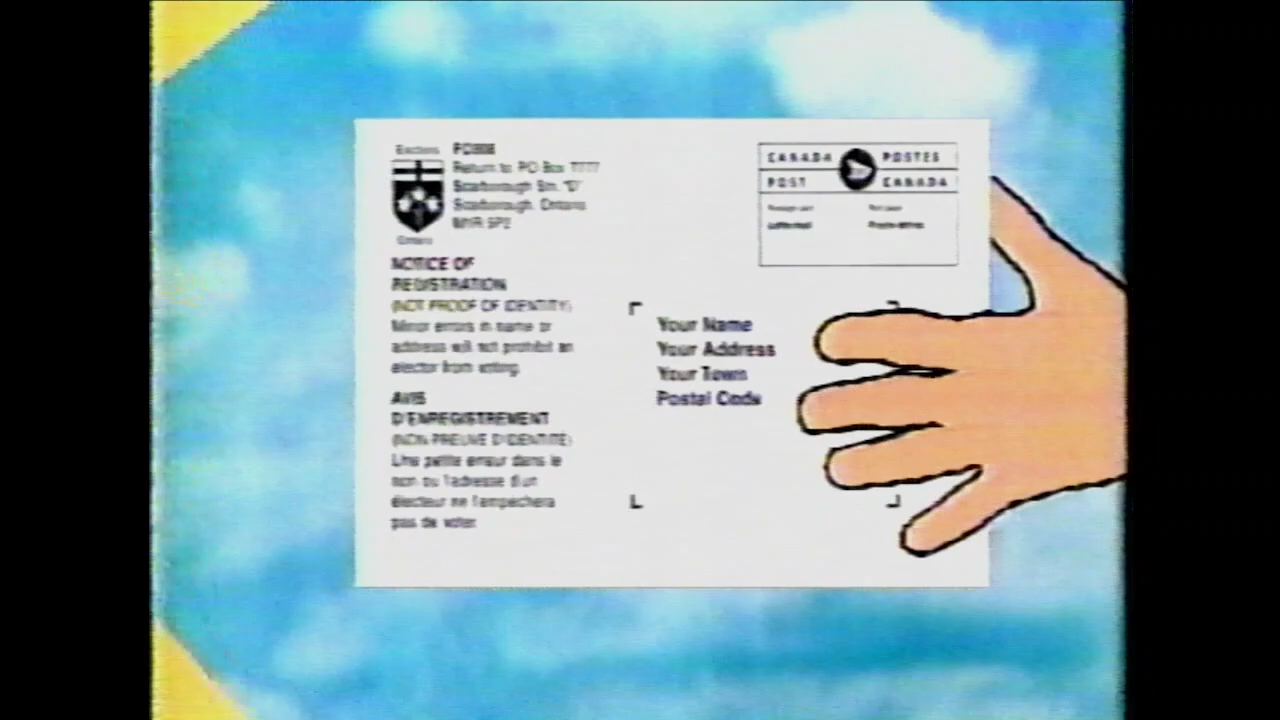 Elections
Return to: PO Box 7777
Scarborough Stn. "D"
Scarborough, Ontario
Ontario
NOTICE OF
REGISTRATION
(NOT PROOF OF IDENTITY)
Minor errors in name or
address will not prohibit an
elector from voting.
AVIS
D'ENREGISTREMENT
(NON PREUVE D'IDENTITÉ)
Une petite erreur dans le
nom ou l'adresse d'un
électeur ne l'empêchera
pas de voter.
CANADA POSTES
POST CANADA
Your Name
Your Address
Your Town
Postal Code